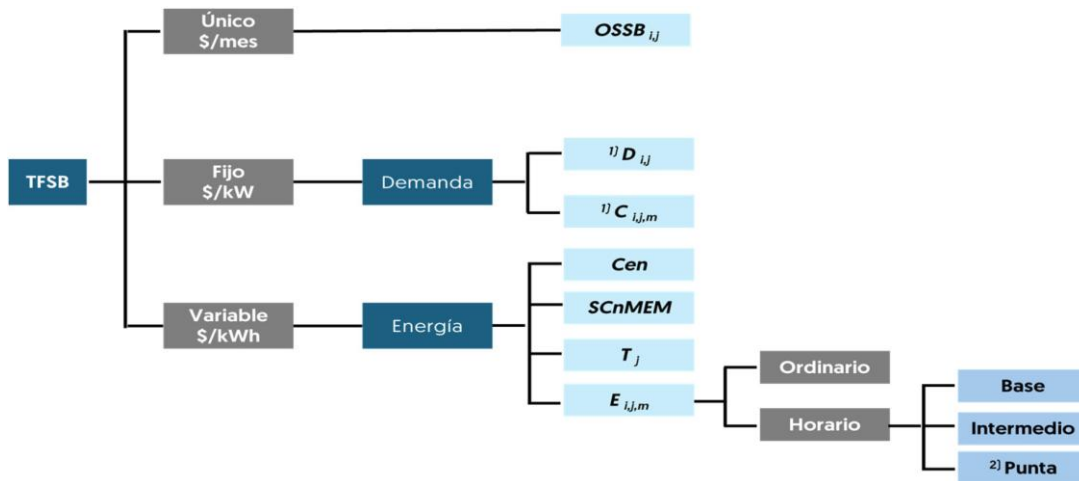 Único
$/mes
OSSB i,j
TFSB
Fijo
$/kW
Demanda
1) D i,j
1) C i,j,m
Variable
$/kWh
Energía
Cen
SCnMEM
T j
E i,j,m
Ordinario
Horario
Base
Intermedio
2) Punta